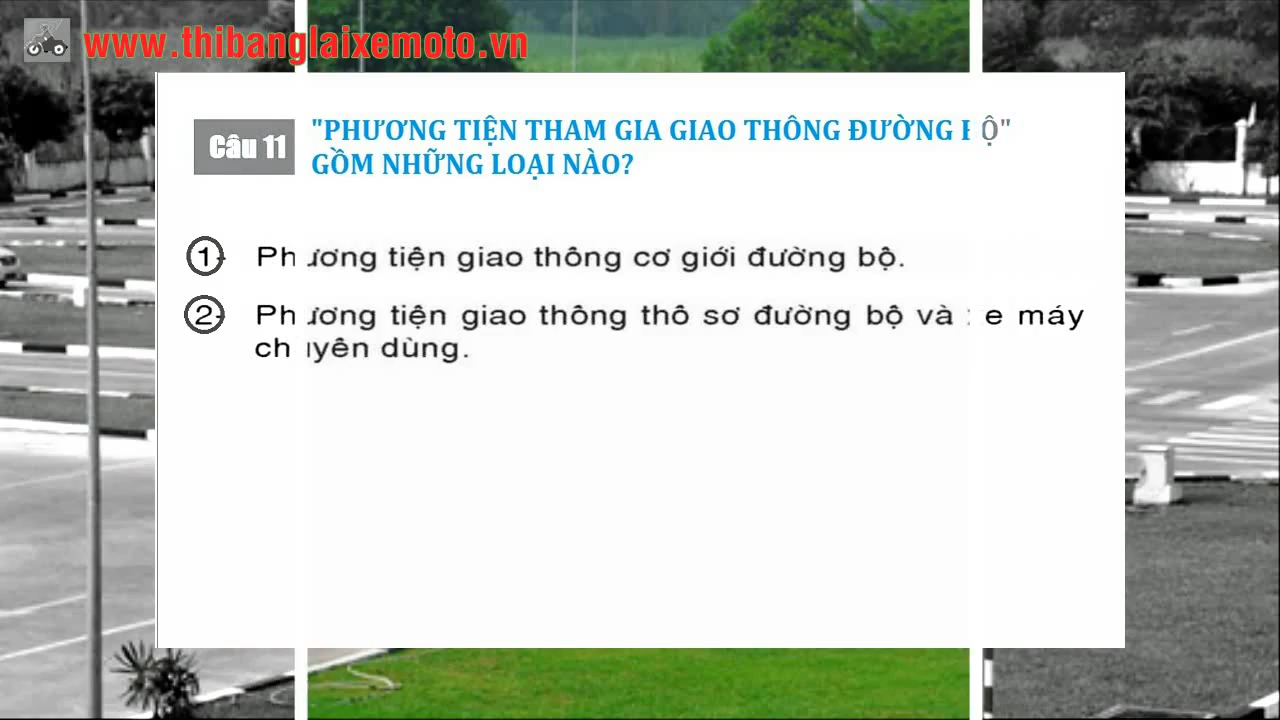 www.thibanglaixemoto.vn
Câu 11
"PHƯƠNG TIỆN THAM GIA GIAO THÔNG ĐƯỜNG BỘ"
GỒM NHỮNG LOẠI NÀO?
1- Phương tiện giao thông cơ giới đường bộ.
2- Phương tiện giao thông thô sơ đường bộ và xe máy
chuyên dùng.